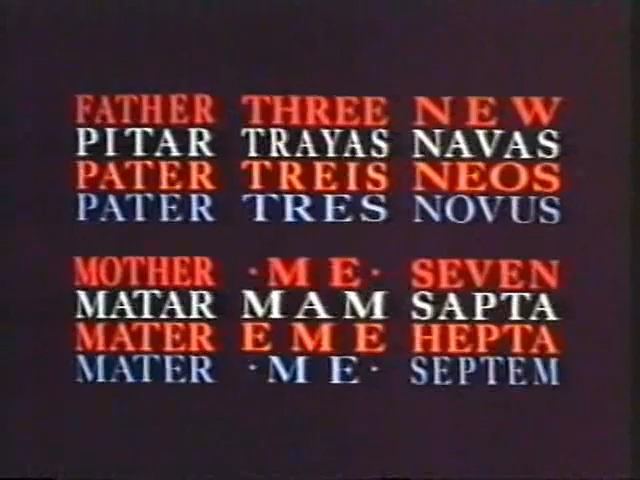 FATHER THREE NEW
PITAR TRAYAS NAVAS
PATER TREIS NEOS
PATER TRES NOVUS
MOTHER ·ME· SEVEN
MATAR MAM SAPTA
MATER EME HEPTA
MATER ·ME· SEPTEM